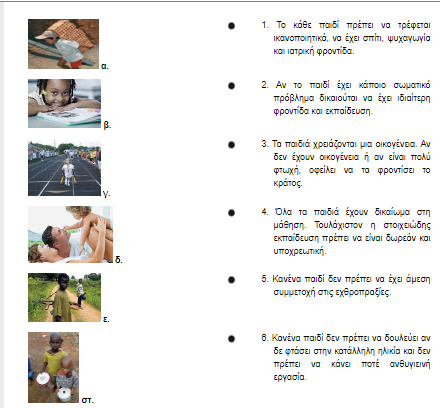 α.
β.
γ.
δ.
ε.
στ.
1. Το κάθε παιδί πρέπει να τρέφεται
ικανοποιητικά, να έχει σπίτι, ψυχαγωγία
και ιατρική φροντίδα.
2. Αν το παιδί έχει κάποιο σωματικό
πρόβλημα δικαιούται να έχει ιδιαίτερη
φροντίδα και εκπαίδευση.
3. Τα παιδιά χρειάζονται μια οικογένεια. Αν
δεν έχουν οικογένεια ή αν είναι πολύ
φτωχή, οφείλει να τα φροντίσει το
κράτος.
4. Όλα τα παιδιά έχουν δικαίωμα στη
μάθηση. Τουλάχιστον η στοιχειώδης
εκπαίδευση πρέπει να είναι δωρεάν και
υποχρεωτική.
5. Κανένα παιδί δεν πρέπει να έχει άμεση
συμμετοχή στις εχθροπραξίες.
6. Κανένα παιδί δεν πρέπει να δουλεύει αν
δε φτάσει στην κατάλληλη ηλικία και δεν
πρέπει να κάνει ποτέ ανθυγιεινή
εργασία.